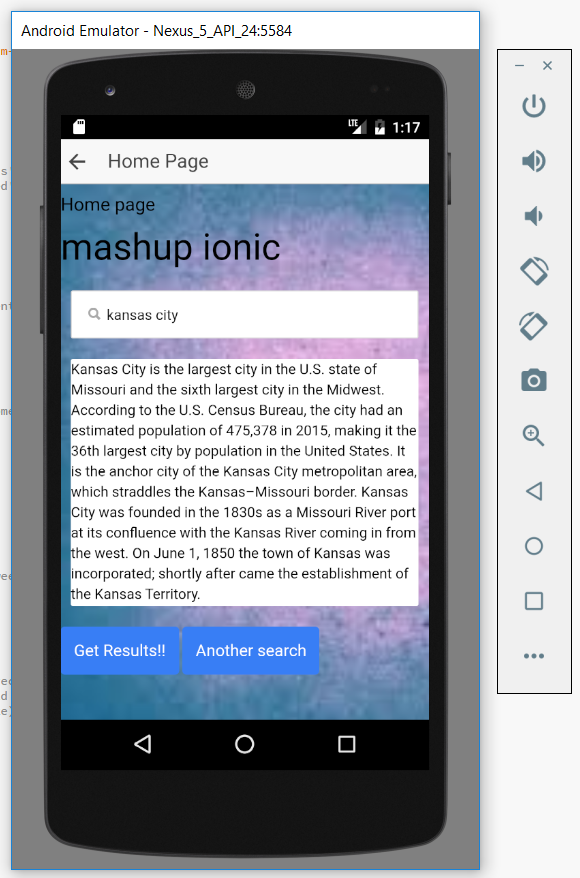 Android Emulator - Nexus_5_API_24:5584
LTE
1:17
Home Page
Home page
mashup ionic
kansas city
Kansas City is the largest city in the U.S. state of
Missouri and the sixth largest city in the Midwest.
According to the U.S. Census Bureau, the city had an
estimated population of 475,378 in 2015, making it the
36th largest city by population in the United States. It
is the anchor city of the Kansas City metropolitan area,
which straddles the Kansas–Missouri border. Kansas
City was founded in the 1830s as a Missouri River port
at its confluence with the Kansas River coming in from
the west. On June 1, 1850 the town of Kansas was
incorporated; shortly after came the establishment of
the Kansas Territory.
Get Results!!
Another search